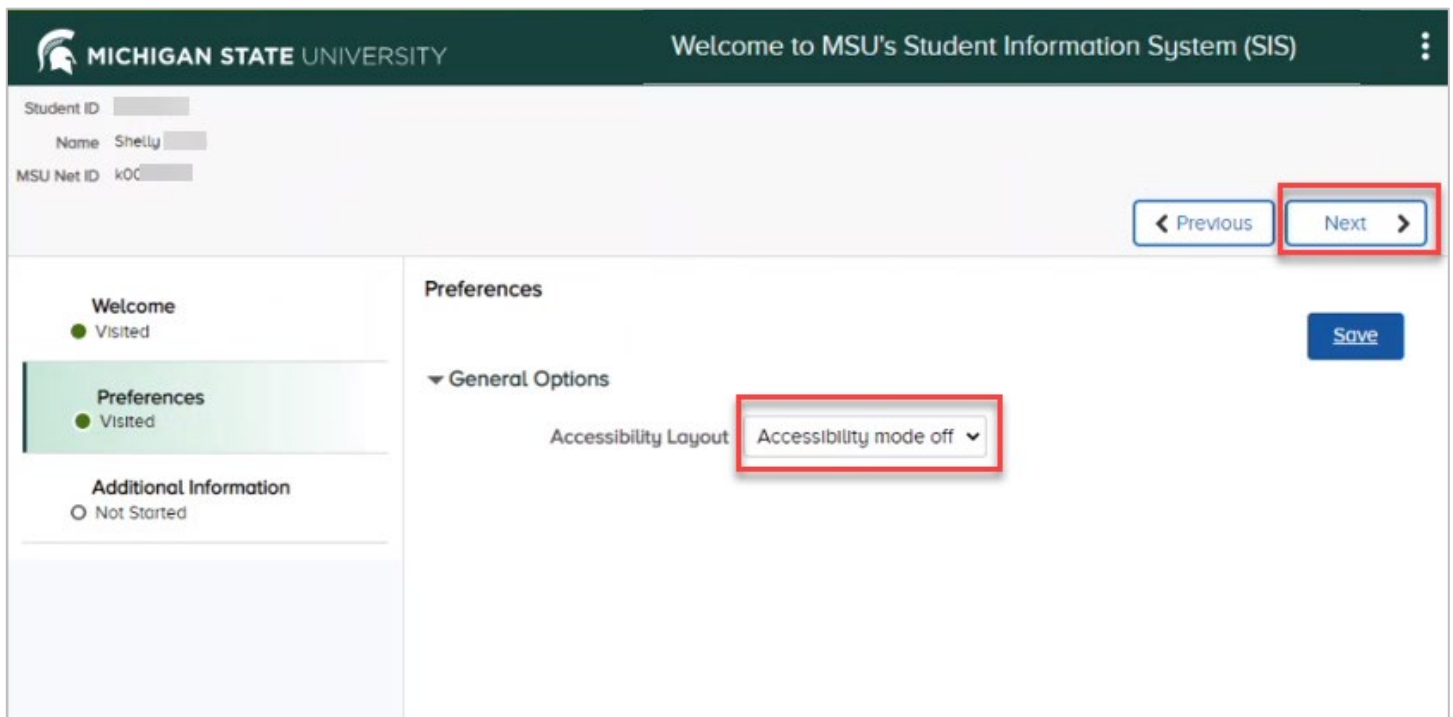 MICHIGAN STATE UNIVERSITY
Welcome to MSU's Student Information System (SIS)
Student ID
Name Shelly
MSU Net ID k00
Previous
Next
Welcome
Visited
Preferences
Visited
Additional Information
Not Started
Preferences
Save
General Options
Accessibility Layout Accessibility mode off